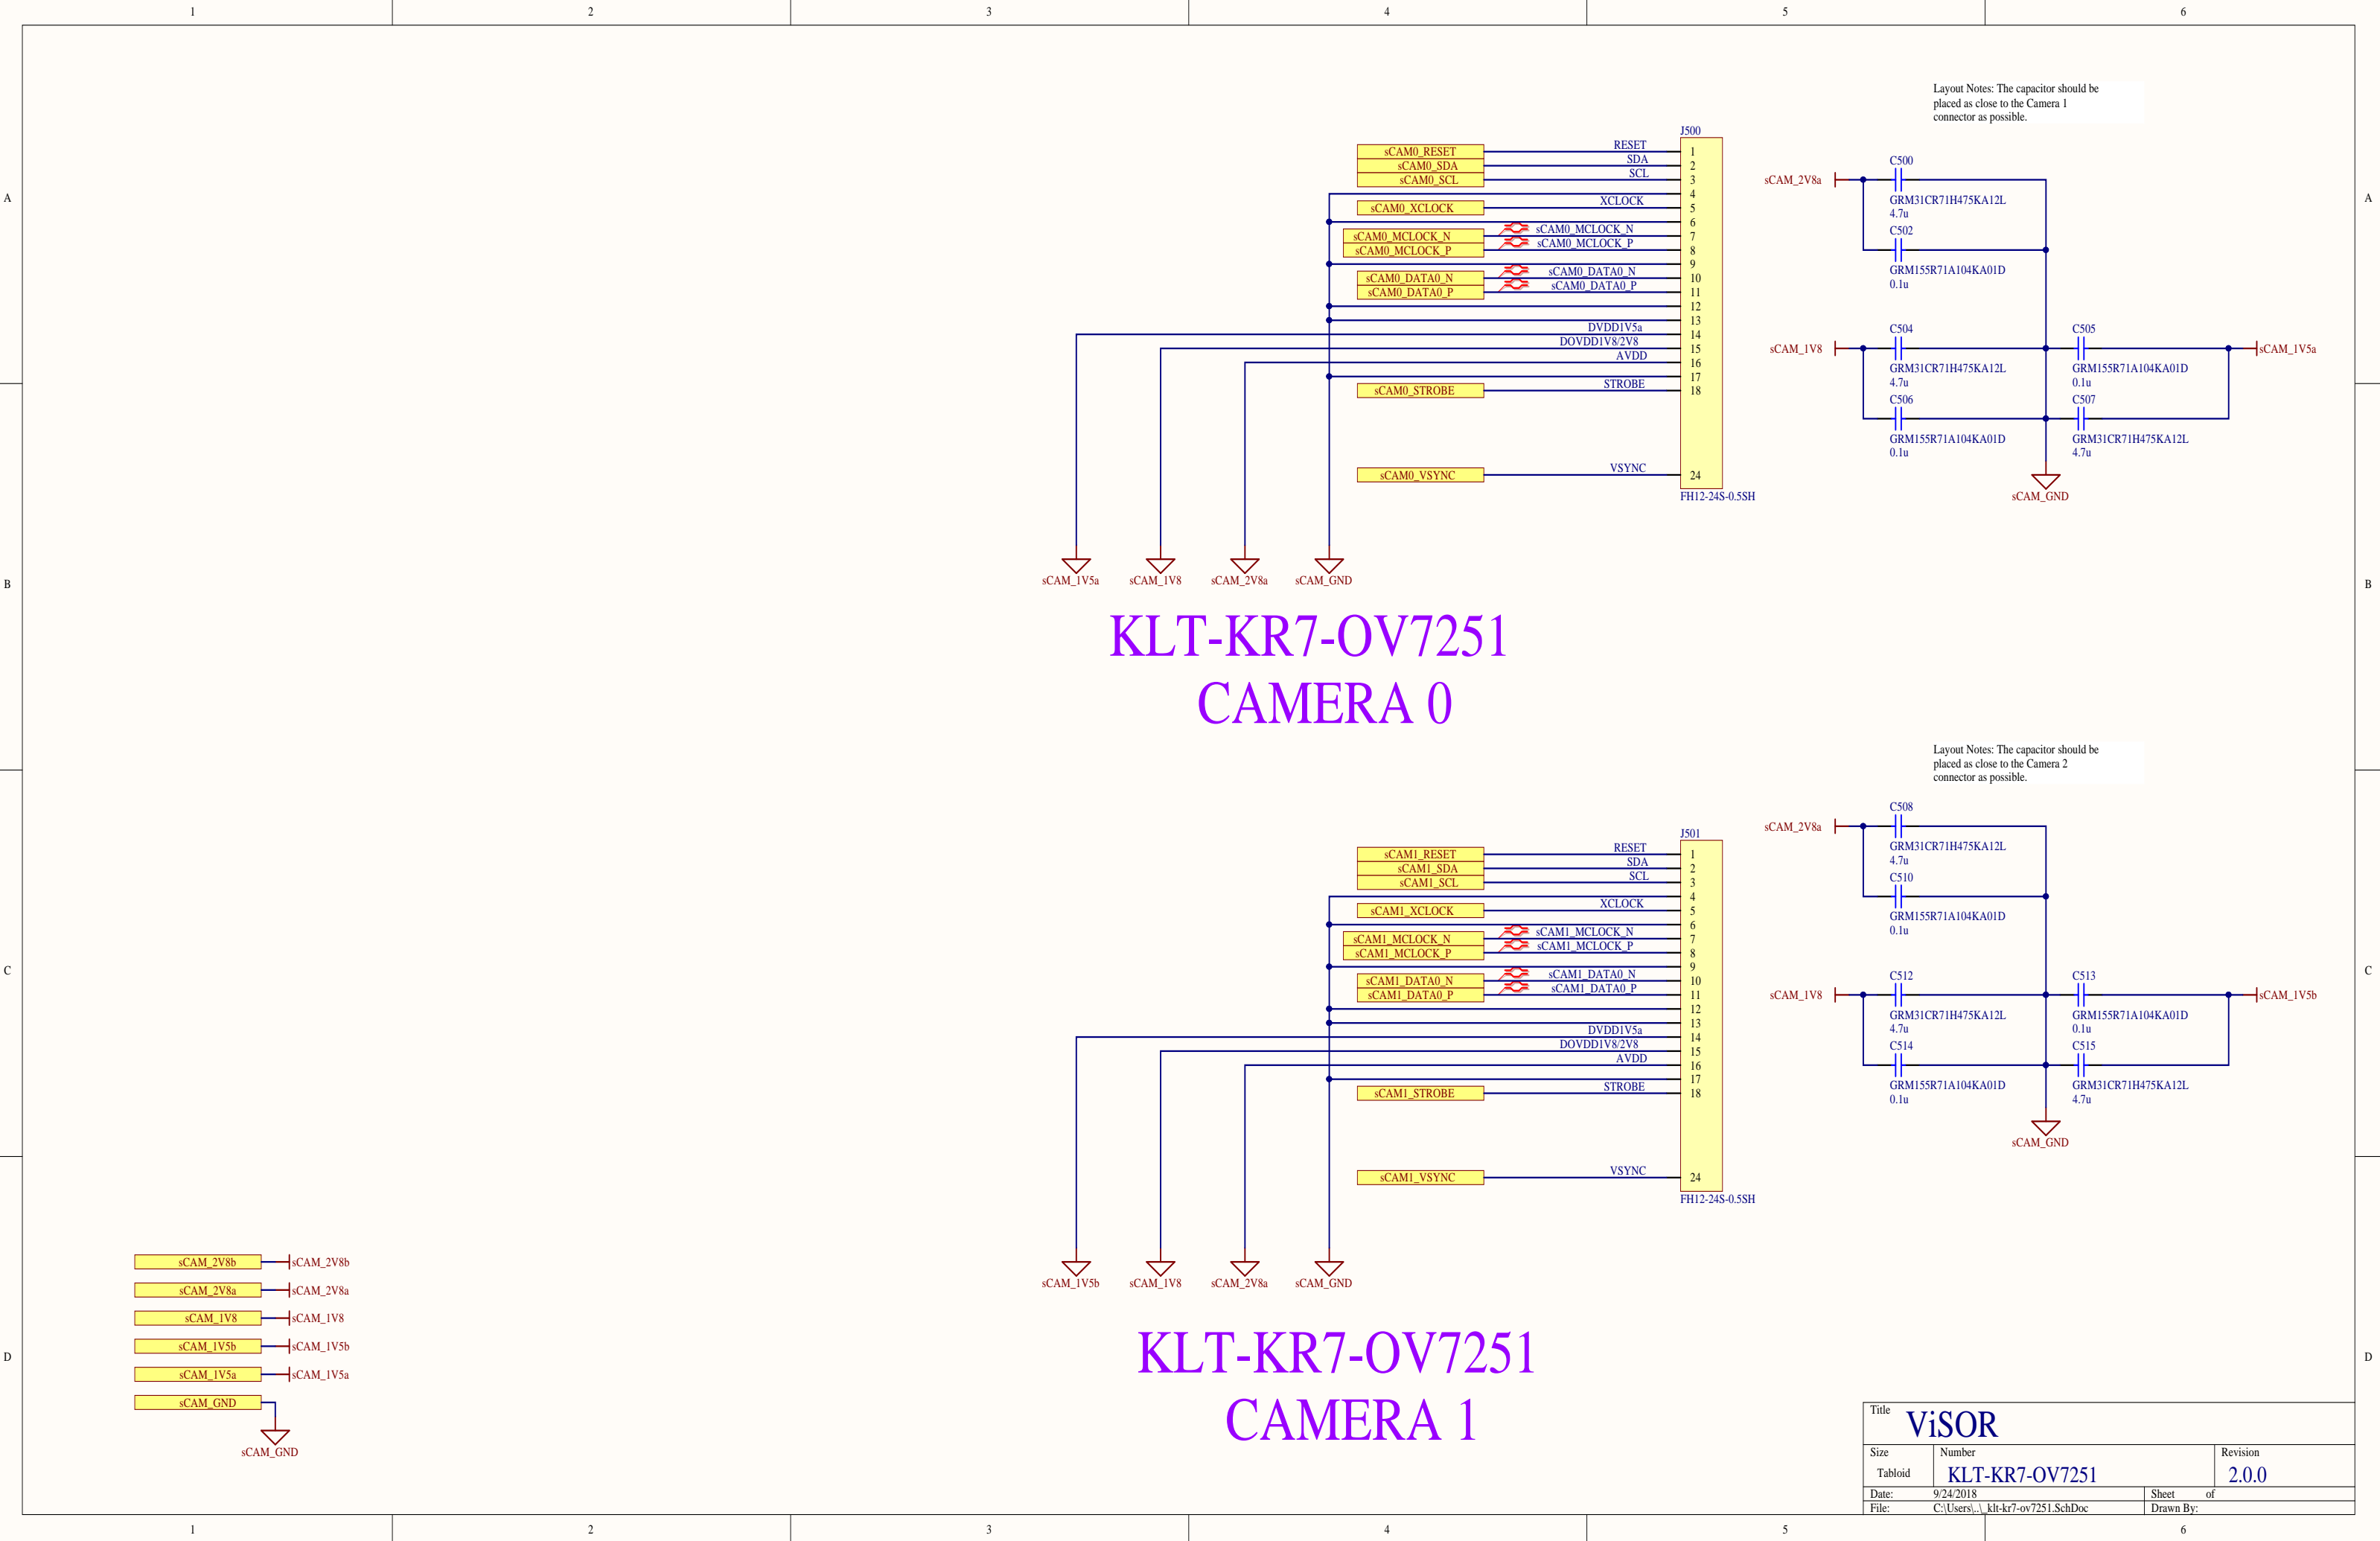 1 2 3 4 5 6
A A
B B
C C
D D
1 2 3 4 5 6
J500
sCAM0_RESET RESET 1
sCAM0_SDA SDA 2
sCAM0_SCL SCL 3
4
sCAM0_XCLOCK XCLOCK 5
6
sCAM0_MCLOCK_N sCAM0_MCLOCK_N 7
sCAM0_MCLOCK_P sCAM0_MCLOCK_P 8
9
sCAM0_DATA0_N sCAM0_DATA0_N 10
sCAM0_DATA0_P sCAM0_DATA0_P 11
12
13
DVDD1V5a 14
DOVDD1V8/2V8 15
AVDD 16
17
sCAM0_STROBE STROBE 18
sCAM0_VSYNC VSYNC 24
FH12-24S-0.5SH
sCAM_1V5a sCAM_1V8 sCAM_2V8a sCAM_GND
KLT-KR7-OV7251
CAMERA 0
Layout Notes: The capacitor should be
placed as close to the Camera 1
connector as possible.
C500
sCAM_2V8a
GRM31CR71H475KA12L
4.7u
C502
GRM155R71A104KA01D
0.1u
C504 C505
sCAM_1V8 sCAM_1V5a
GRM31CR71H475KA12L GRM155R71A104KA01D
4.7u 0.1u
C506 C507
GRM155R71A104KA01D GRM31CR71H475KA12L
0.1u 4.7u
sCAM_GND
J501
sCAM1_RESET RESET 1
sCAM1_SDA SDA 2
sCAM1_SCL SCL 3
4
sCAM1_XCLOCK XCLOCK 5
6
sCAM1_MCLOCK_N sCAM1_MCLOCK_N 7
sCAM1_MCLOCK_P sCAM1_MCLOCK_P 8
9
sCAM1_DATA0_N sCAM1_DATA0_N 10
sCAM1_DATA0_P sCAM1_DATA0_P 11
12
13
DVDD1V5a 14
DOVDD1V8/2V8 15
AVDD 16
17
sCAM1_STROBE STROBE 18
sCAM1_VSYNC VSYNC 24
FH12-24S-0.5SH
sCAM_1V5b sCAM_1V8 sCAM_2V8a sCAM_GND
KLT-KR7-OV7251
CAMERA 1
Layout Notes: The capacitor should be
placed as close to the Camera 2
connector as possible.
C508
sCAM_2V8a
GRM31CR71H475KA12L
4.7u
C510
GRM155R71A104KA01D
0.1u
C512 C513
sCAM_1V8 sCAM_1V5b
GRM31CR71H475KA12L GRM155R71A104KA01D
4.7u 0.1u
C514 C515
GRM155R71A104KA01D GRM31CR71H475KA12L
0.1u 4.7u
sCAM_GND
sCAM_2V8b sCAM_2V8b
sCAM_2V8a sCAM_2V8a
sCAM_1V8 sCAM_1V8
sCAM_1V5b sCAM_1V5b
sCAM_1V5a sCAM_1V5a
sCAM_GND
sCAM_GND
Title ViSOR
Size Number Revision
Tabloid KLT-KR7-OV7251 2.0.0
Date: 9/24/2018 Sheet of
File: C:\Users\..\_klt-kr7-ov7251.SchDoc Drawn By: